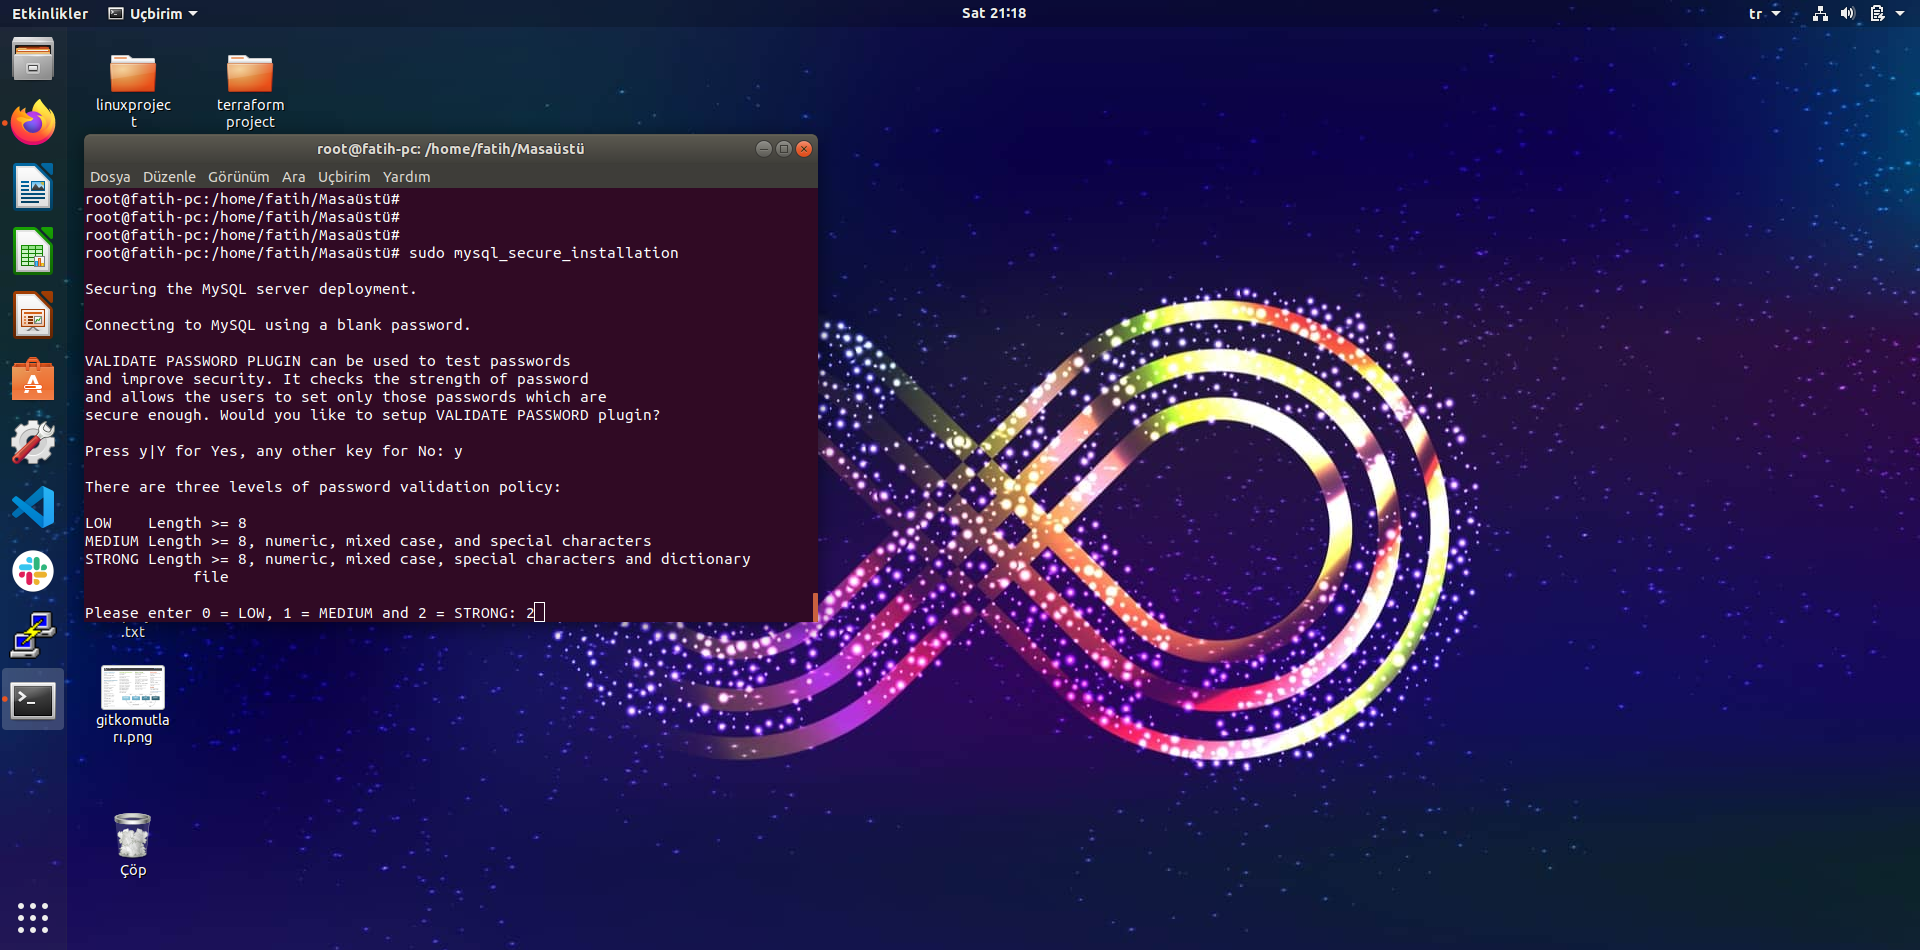 Etkinlikler
Uçbirim
Sat 21:18
tr
linuxprojec
t
terraform
project
root@fatih-pc: /home/fatih/Masaüstü
Dosya Düzenle Görünüm Ara Uçbirim Yardım
root@fatih-pc:/home/fatih/Masaüstü#
root@fatih-pc:/home/fatih/Masaüstü#
root@fatih-pc:/home/fatih/Masaüstü#
root@fatih-pc:/home/fatih/Masaüstü# sudo mysql_secure_installation
Securing the MySQL server deployment.
Connecting to MySQL using a blank password.
VALIDATE PASSWORD PLUGIN can be used to test passwords
and improve security. It checks the strength of password
and allows the users to set only those passwords which are
secure enough. Would you like to setup VALIDATE PASSWORD plugin?
Press y|Y for Yes, any other key for No: y
There are three levels of password validation policy:
LOW    Length >= 8
MEDIUM Length >= 8, numeric, mixed case, and special characters
STRONG Length >= 8, numeric, mixed case, special characters and dictionary
file
Please enter 0 = LOW, 1 = MEDIUM and 2 = STRONG: 2
.txt
gitkomutla
rı.png
Çöp